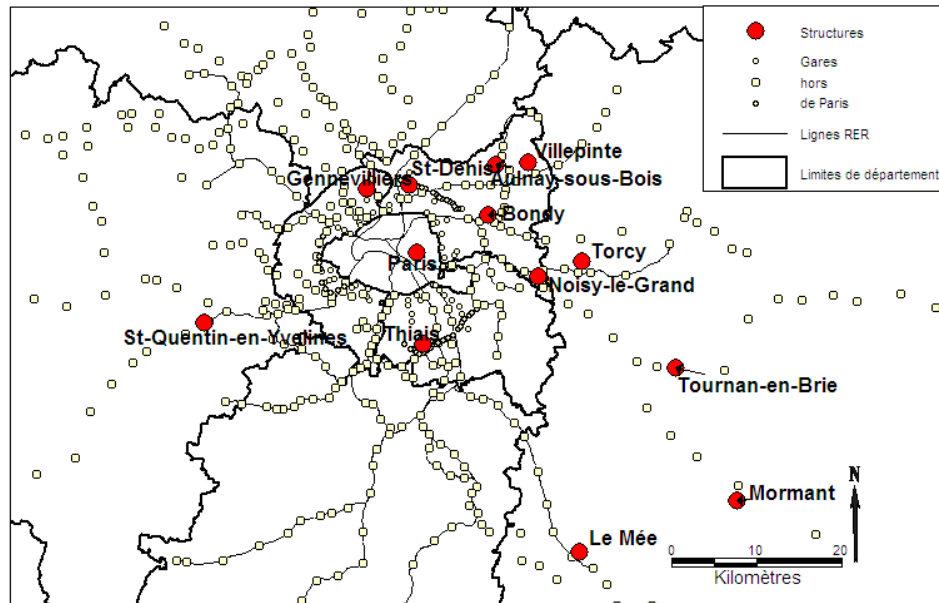 Structures
Gares
hors
de Paris
Lignes RER
Limites de département
Villepinte
St-Denis
Gennevilliers
Aulnay-sous-Bois
Bondy
Torcy
Paris
Noisy-le-Grand
St-Quentin-en-Yvelines
Thiais
Tournan-en-Brie
Mormant
N
Le Mée
0 10 20
Kilomètres